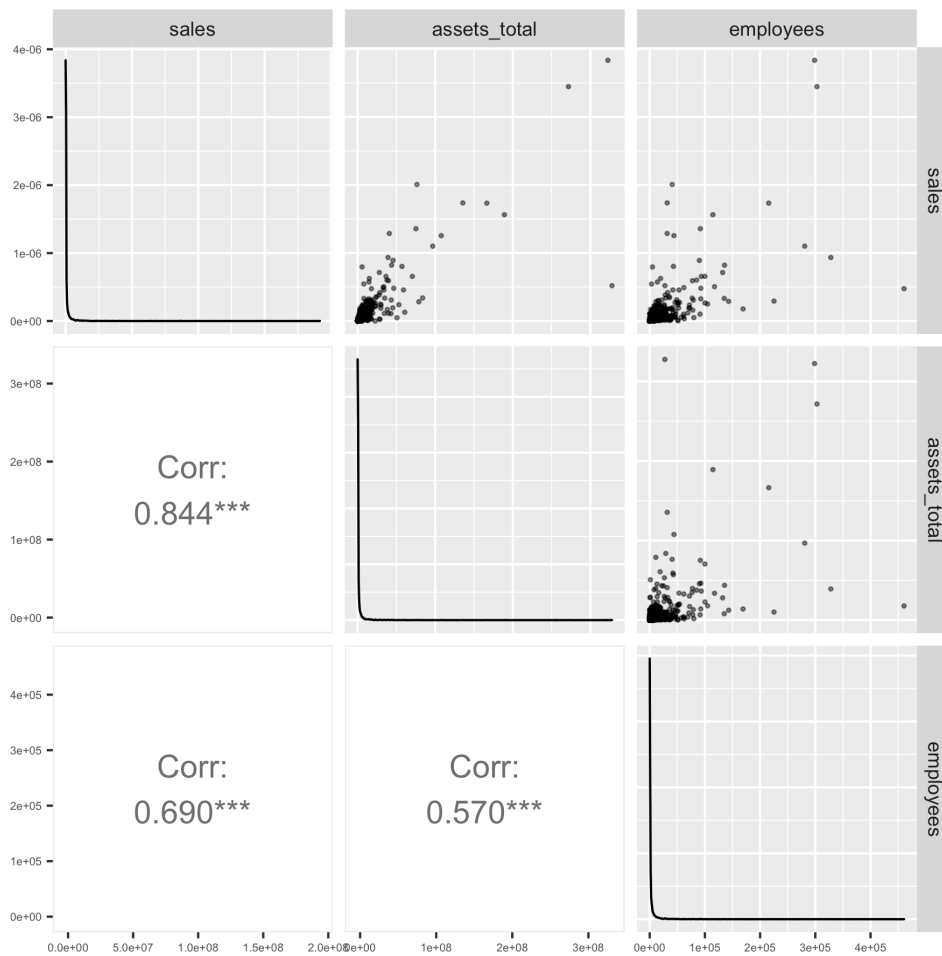 sales
assets_total
employees
4e-06
3e-06
2e-06
1e-06
0e+00
sales
3e+08
2e+08
1e+08
0e+00
Corr:
0.844***
assets_total
4e+05
3e+05
2e+05
1e+05
0e+00
Corr:
0.690***
Corr:
0.570***
employees
0.0e+00
5.0e+07
1.0e+08
1.5e+08
2.0e+08
0e+00
1e+08
2e+08
3e+08
0e+00
1e+05
2e+05
3e+05
4e+05